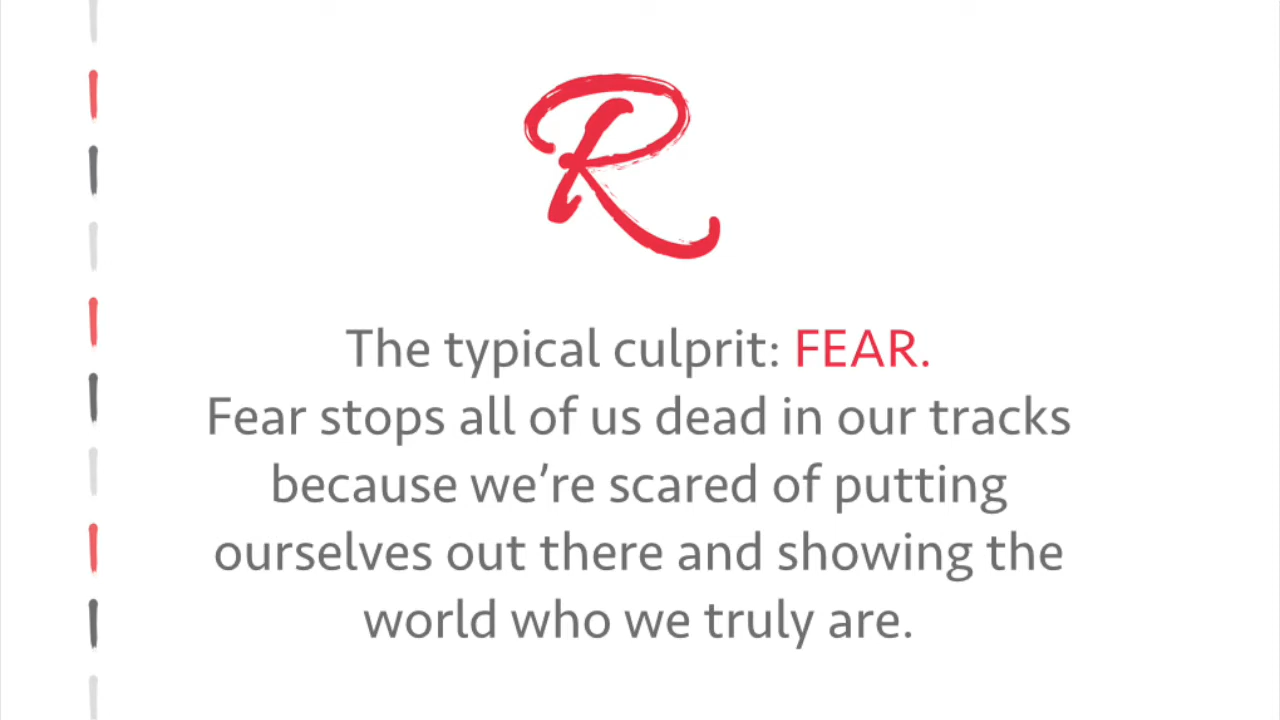 R
The typical culprit: FEAR.
Fear stops all of us dead in our tracks
because we’re scared of putting
ourselves out there and showing the
world who we truly are.